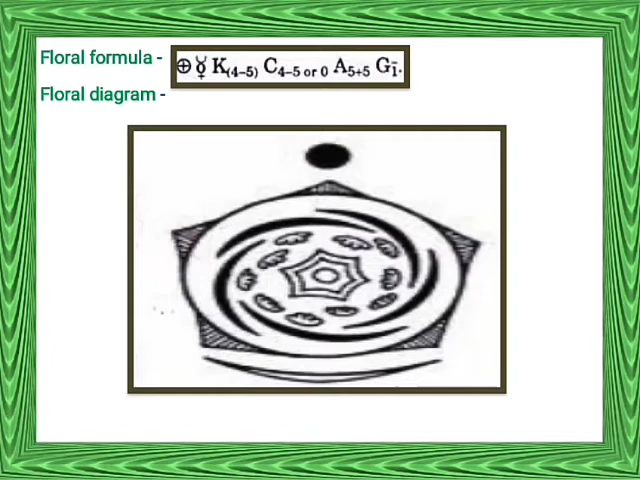 Floral formula - ⊕ ⚥ K₍₄₋₅₎ C₄₋₅ ₒᵣ ₀ A₅₊₅ G₁̄.
Floral diagram -